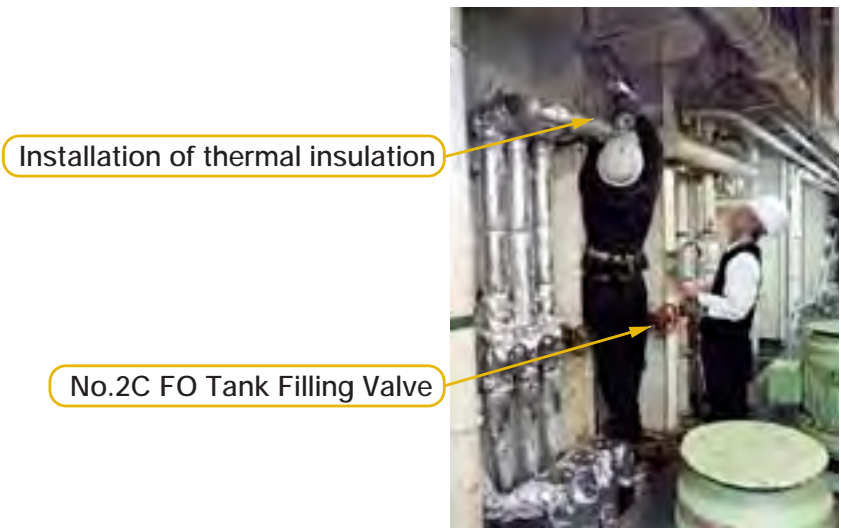 Installation of thermal insulation
No.2C FO Tank Filling Valve